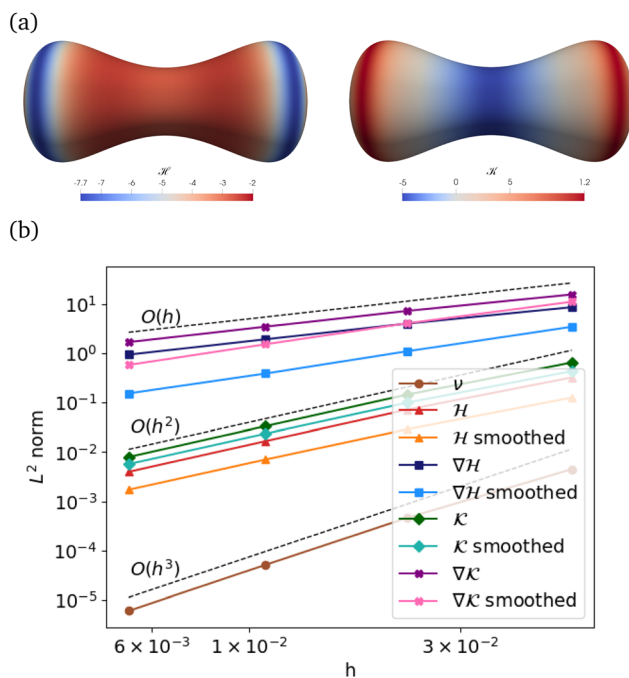 (a)
ℋ
-7.7 -7 -6 -5 -4 -3 -2
𝒦
-5 0 5 1.2
(b)
10¹
10⁰
10⁻¹
10⁻²
10⁻³
10⁻⁴
10⁻⁵
L² norm
O(h)
O(h²)
O(h³)
ν
ℋ
ℋ smoothed
∇ℋ
∇ℋ smoothed
𝒦
𝒦 smoothed
∇𝒦
∇𝒦 smoothed
6 × 10⁻³ 1 × 10⁻² 3 × 10⁻²
h